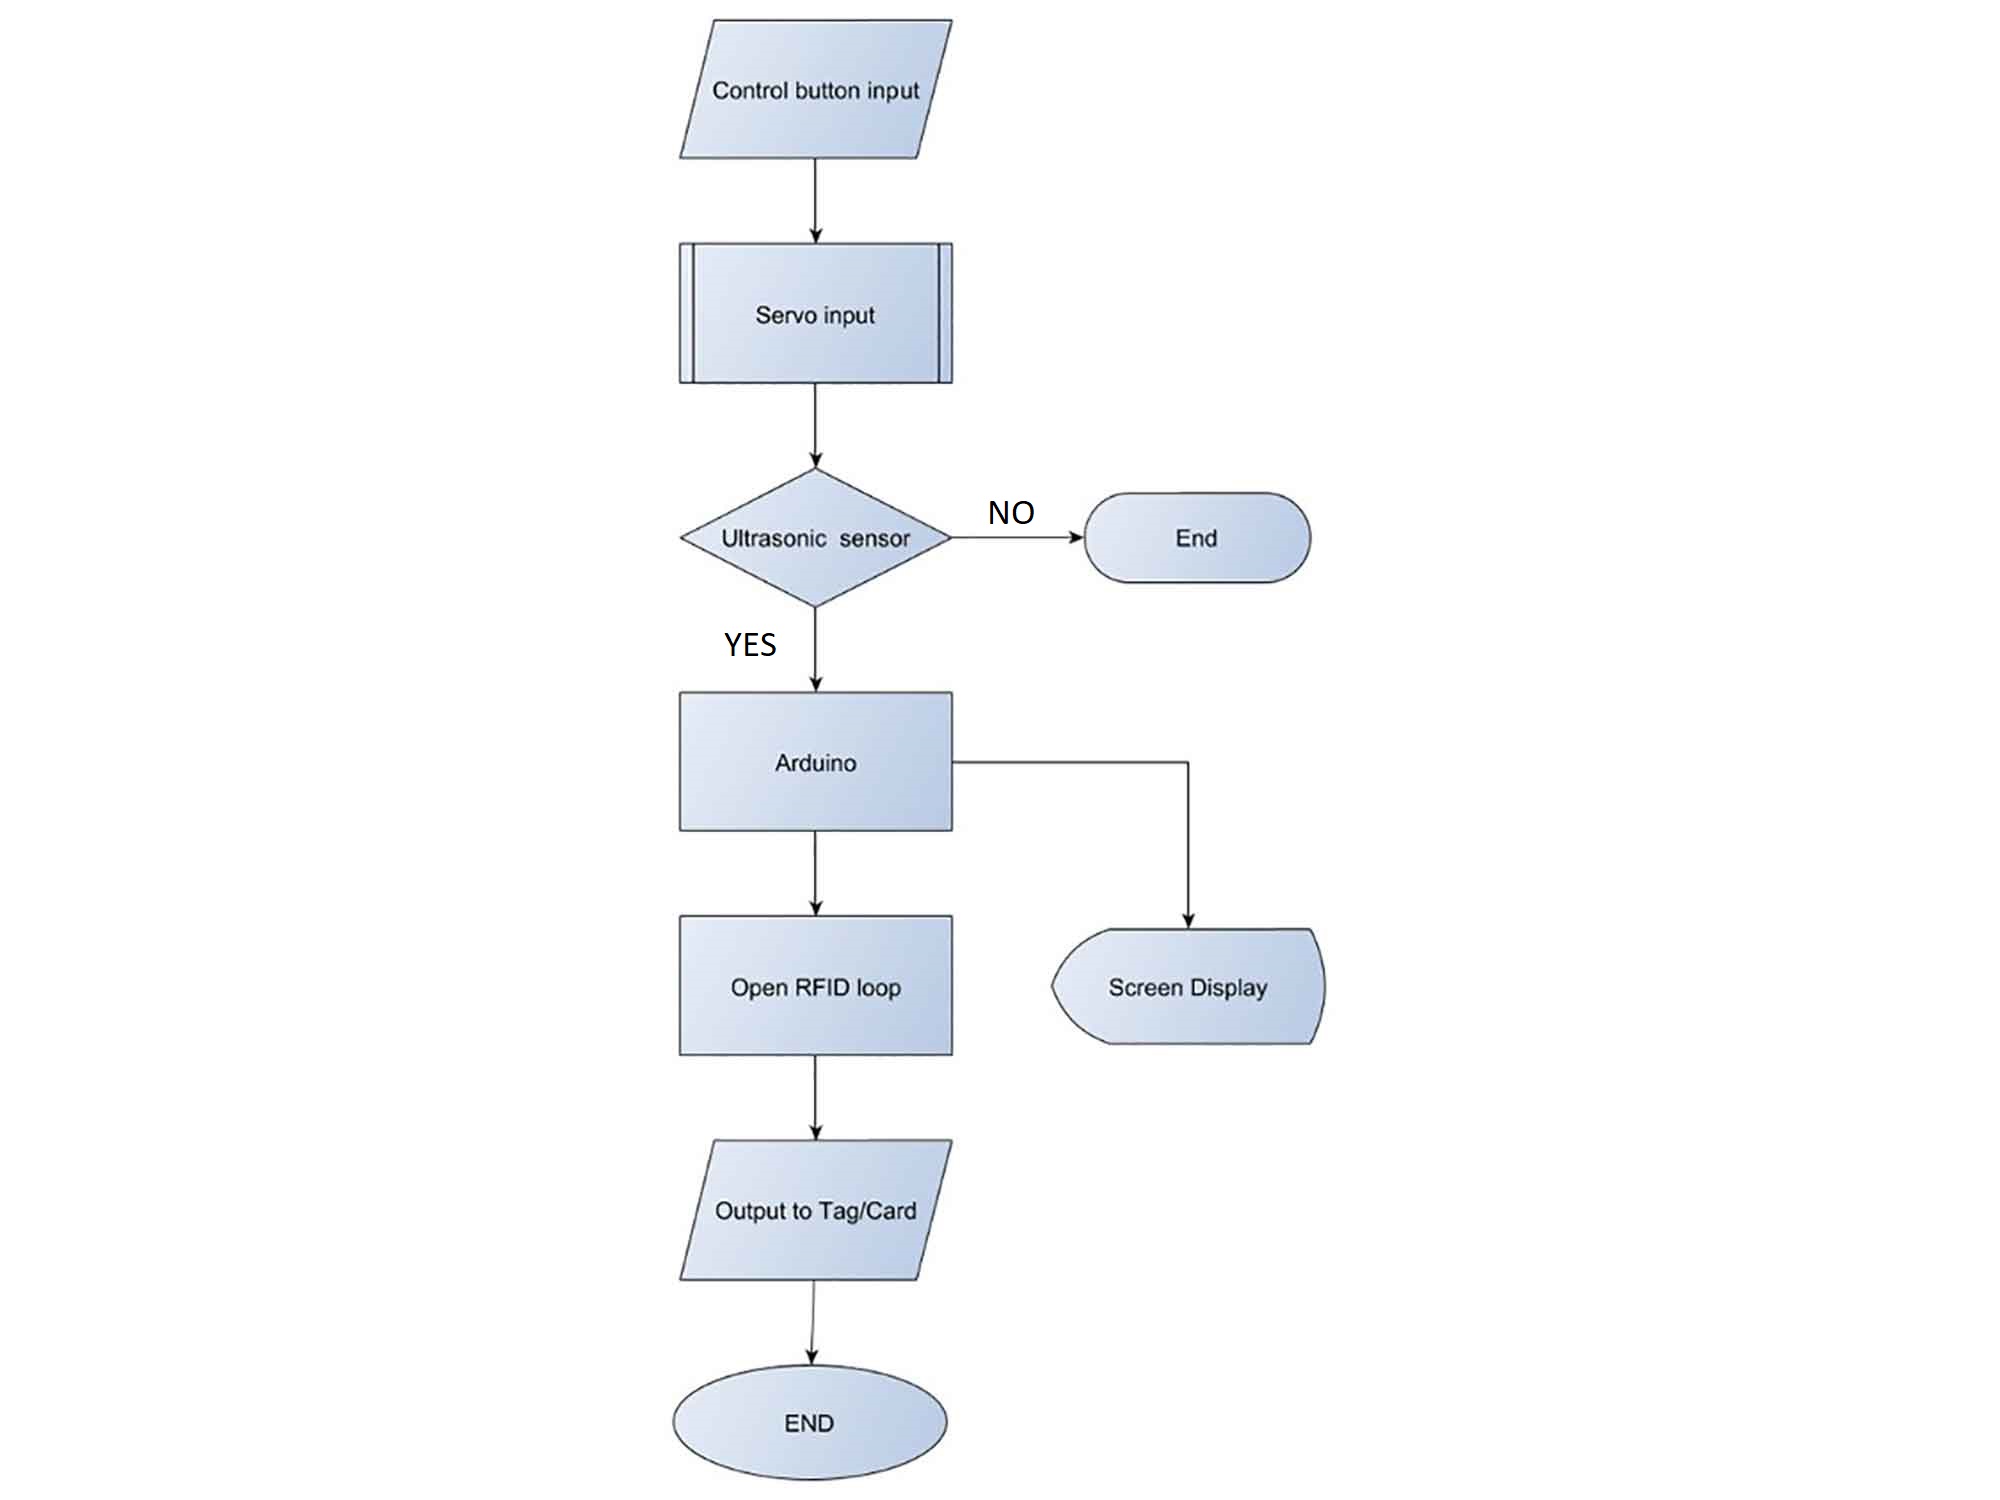 Control button input
Servo input
Ultrasonic sensor
NO
End
YES
Arduino
Open RFID loop
Screen Display
Output to Tag/Card
END